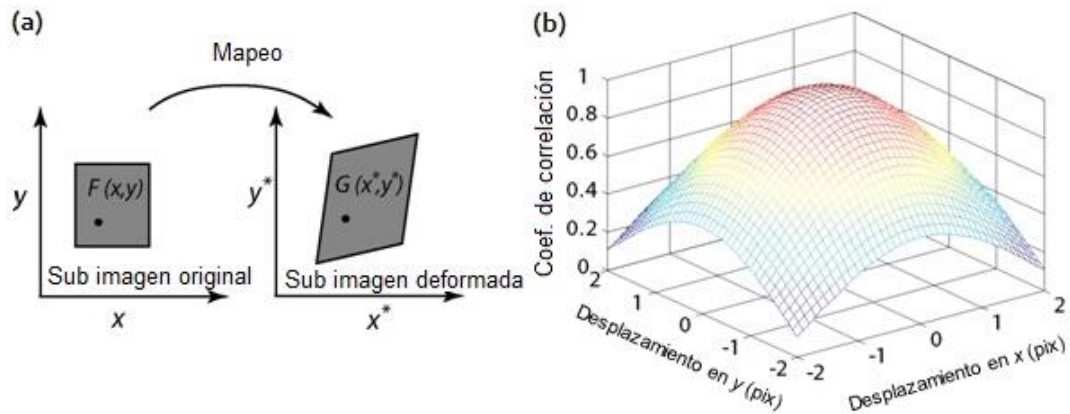 (a)
Mapeo
y
F (x,y)
Sub imagen original
x
y*
G (x*,y*)
Sub imagen deformada
x*
(b)
Coef. de correlación
1
0.8
0.6
0.4
0.2
0
2
1
0
-1
-2
Desplazamiento en y (pix)
-2
-1
0
1
2
Desplazamiento en x (pix)